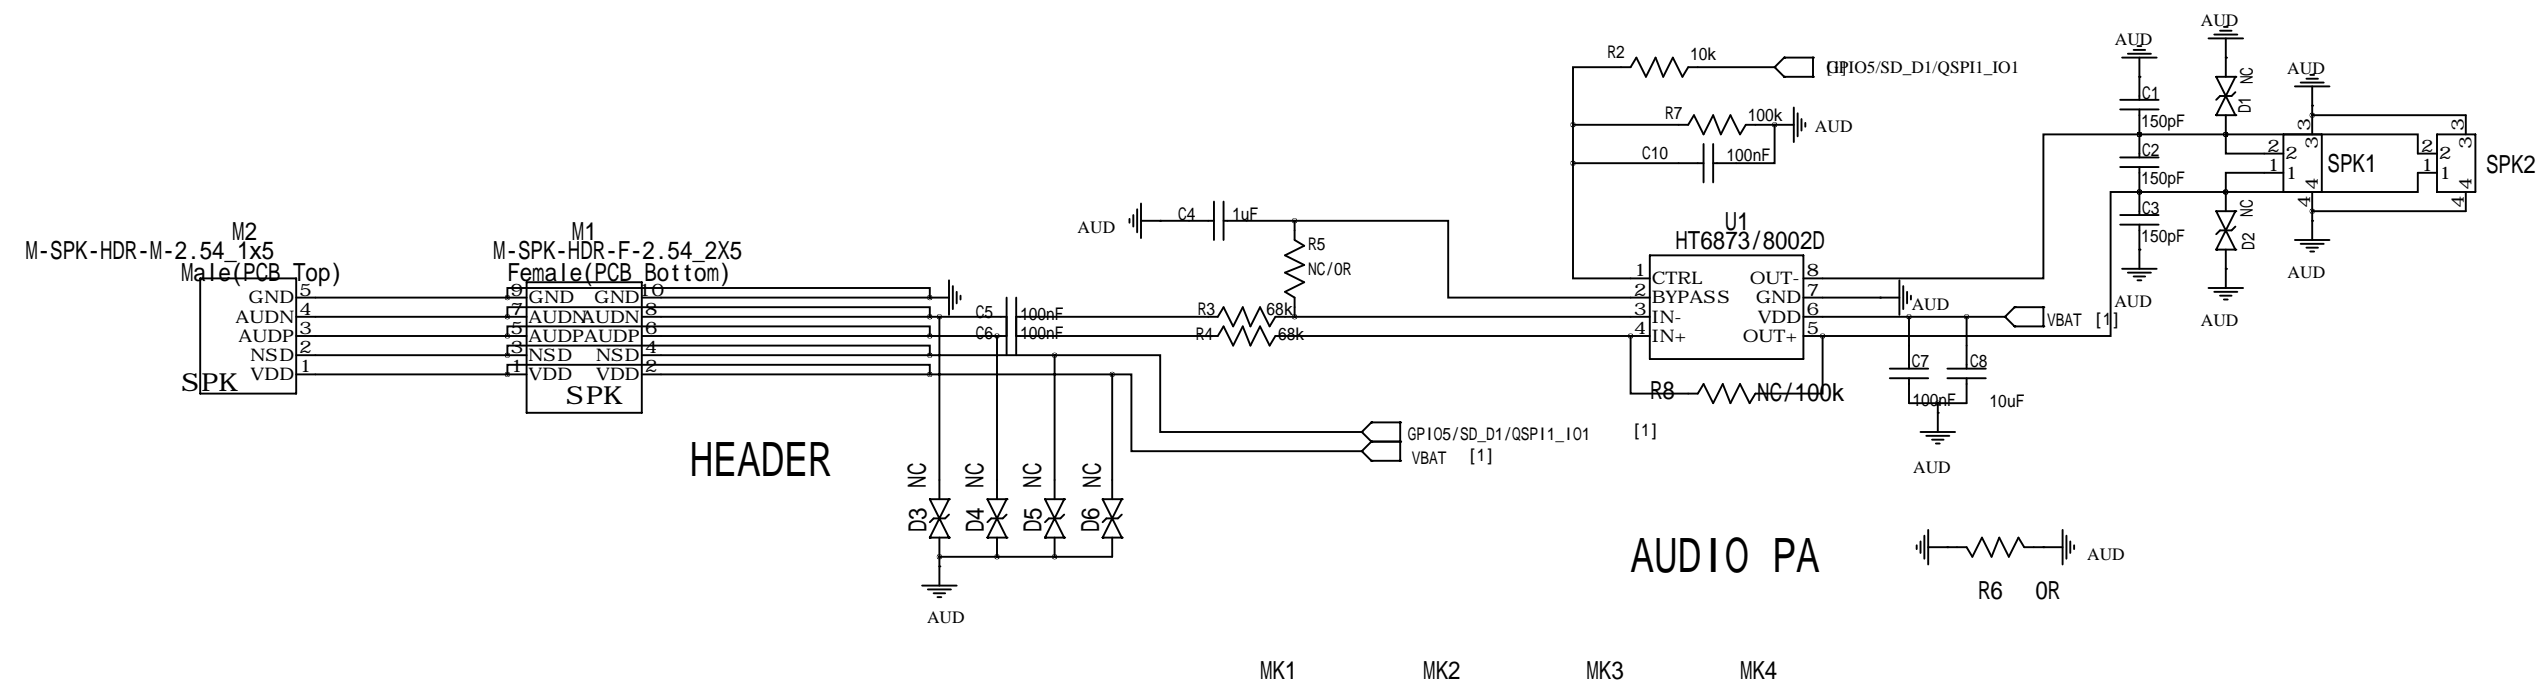 M2
M-SPK-HDR-M-2.54_1x5
Male(PCB Top)
GND 5
AUDN 4
AUDP 3
NSD 2
VDD 1
SPK
M1
M-SPK-HDR-F-2.54_2X5
Female(PCB Bottom)
9 GND GND 10
7 AUDN AUDN 8
5 AUDP AUDP 6
3 NSD NSD 4
1 VDD VDD 2
SPK
HEADER
C5 100nF
C6 100nF
D3 NC
D4 NC
D5 NC
D6 NC
AUD
AUD C4 1uF
R5
NC/0R
R3 68k
R4 68k
GPIO5/SD_D1/QSPI1_IO1 [1]
VBAT [1]
R2 10k GPIO5/SD_D1/QSPI1_IO1
R7 100k AUD
C10 100nF
U1
HT6873/8002D
1 CTRL OUT- 8
2 BYPASS GND 7 AUD
3 IN- VDD 6 VBAT [1]
4 IN+ OUT+ 5
R8 NC/100k
C7 100nF
C8 10uF
AUD
AUDIO PA
AUD
R6 0R
AUD
C1
150pF
C2
150pF
C3
150pF
AUD
AUD
D1 NC
D2 NC
AUD
AUD
3 3
2 2
1 1
4 4
SPK1
AUD
3 3
2 2
1 1
4 4
SPK2
MK1 MK2 MK3 MK4